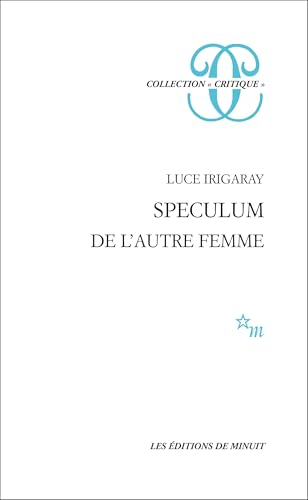 COLLECTION « CRITIQUE »
LUCE IRIGARAY
SPECULUM
DE L'AUTRE FEMME
m
LES ÉDITIONS DE MINUIT